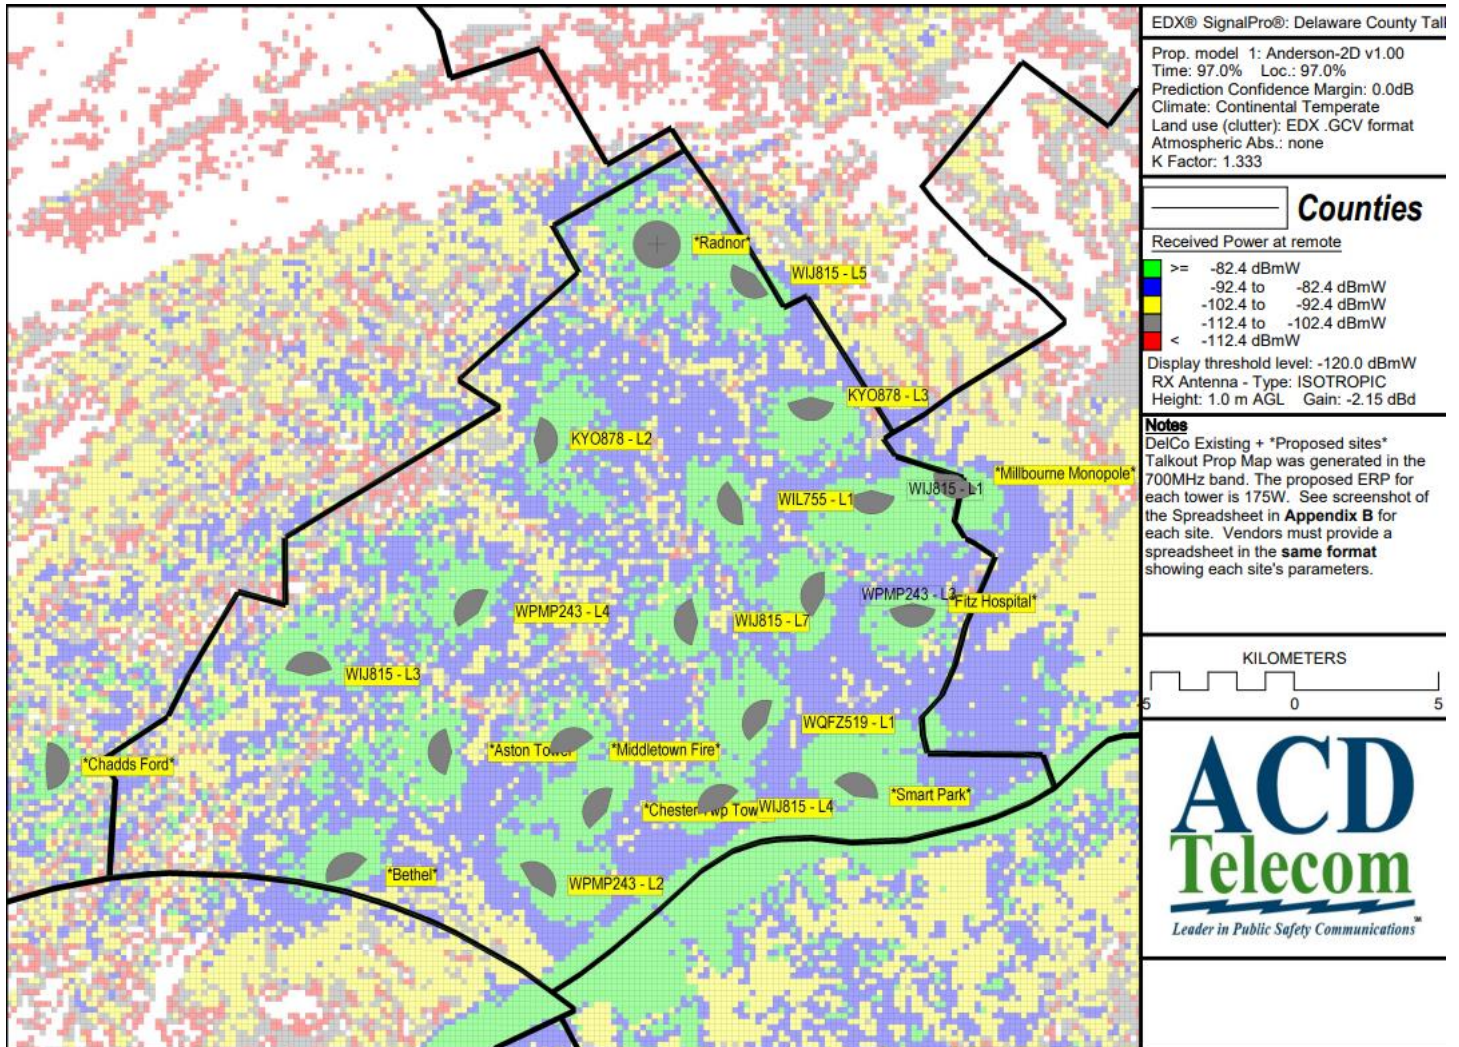 *Radnor*
WIJ815 - L5
KYO878 - L3
KYO878 - L2
*Millbourne Monopole*
WIJ815 - L1
WIL755 - L1
WPMP243 - L3
*Fitz Hospital*
WPMP243 - L4
WIJ815 - L7
WIJ815 - L3
WQFZ519 - L1
*Aston Tower
*Middletown Fire*
*Chadds Ford*
*Smart Park*
*Chester Twp Tow
WIJ815 - L4
*Bethel*
WPMP243 - L2
EDX® SignalPro®: Delaware County Tal
Prop. model 1: Anderson-2D v1.00
Time: 97.0% Loc.: 97.0%
Prediction Confidence Margin: 0.0dB
Climate: Continental Temperate
Land use (clutter): EDX .GCV format
Atmospheric Abs.: none
K Factor: 1.333
Counties
Received Power at remote
>= -82.4 dBmW
-92.4 to -82.4 dBmW
-102.4 to -92.4 dBmW
-112.4 to -102.4 dBmW
< -112.4 dBmW
Display threshold level: -120.0 dBmW
RX Antenna - Type: ISOTROPIC
Height: 1.0 m AGL Gain: -2.15 dBd
Notes
DelCo Existing + *Proposed sites*
Talkout Prop Map was generated in the
700MHz band. The proposed ERP for
each tower is 175W. See screenshot of
the Spreadsheet in Appendix B for
each site. Vendors must provide a
spreadsheet in the same format
showing each site's parameters.
KILOMETERS
5 0 5
ACD
Telecom
Leader in Public Safety Communications℠